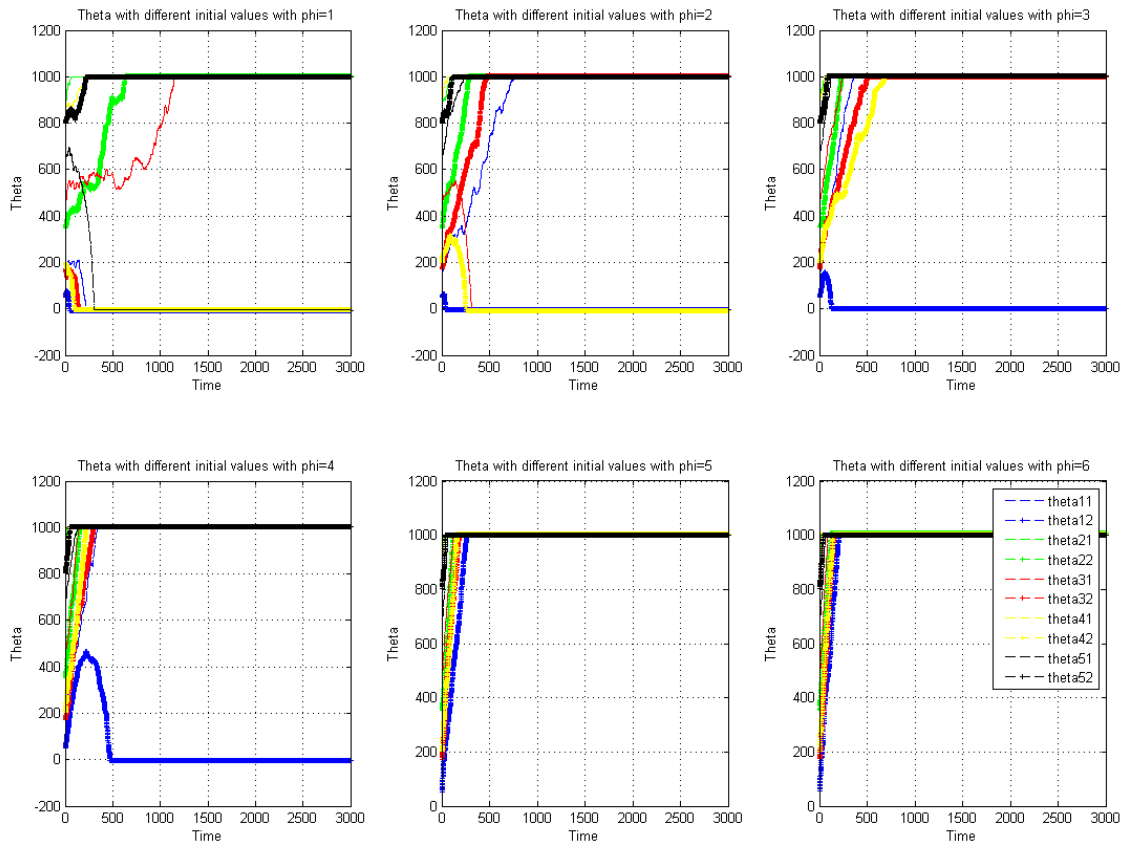 Theta with different initial values with phi=1
Theta
1200
1000
800
600
400
200
0
-200
0 500 1000 1500 2000 2500 3000
Time
Theta with different initial values with phi=2
Theta
1200
1000
800
600
400
200
0
-200
0 500 1000 1500 2000 2500 3000
Time
Theta with different initial values with phi=3
Theta
1200
1000
800
600
400
200
0
-200
0 500 1000 1500 2000 2500 3000
Time
Theta with different initial values with phi=4
Theta
1200
1000
800
600
400
200
0
-200
0 500 1000 1500 2000 2500 3000
Time
Theta with different initial values with phi=5
Theta
1200
1000
800
600
400
200
0
0 500 1000 1500 2000 2500 3000
Time
Theta with different initial values with phi=6
Theta
1200
1000
800
600
400
200
0
0 500 1000 1500 2000 2500 3000
Time
theta11
theta12
theta21
theta22
theta31
theta32
theta41
theta42
theta51
theta52